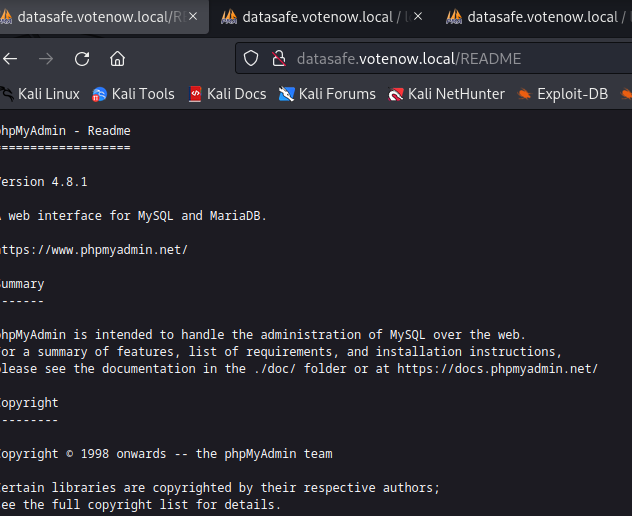 datasafe.votenow.local/R
datasafe.votenow.local /
datasafe.votenow.local /
datasafe.votenow.local/README
Kali Linux
Kali Tools
Kali Docs
Kali Forums
Kali NetHunter
Exploit-DB
hpMyAdmin - Readme
==================
ersion 4.8.1
A web interface for MySQL and MariaDB.
ttps://www.phpmyadmin.net/
Summary
------
hpMyAdmin is intended to handle the administration of MySQL over the web.
or a summary of features, list of requirements, and installation instructions,
lease see the documentation in the ./doc/ folder or at https://docs.phpmyadmin.net/
opyright
--------
opyright © 1998 onwards -- the phpMyAdmin team
ertain libraries are copyrighted by their respective authors;
ee the full copyright list for details.